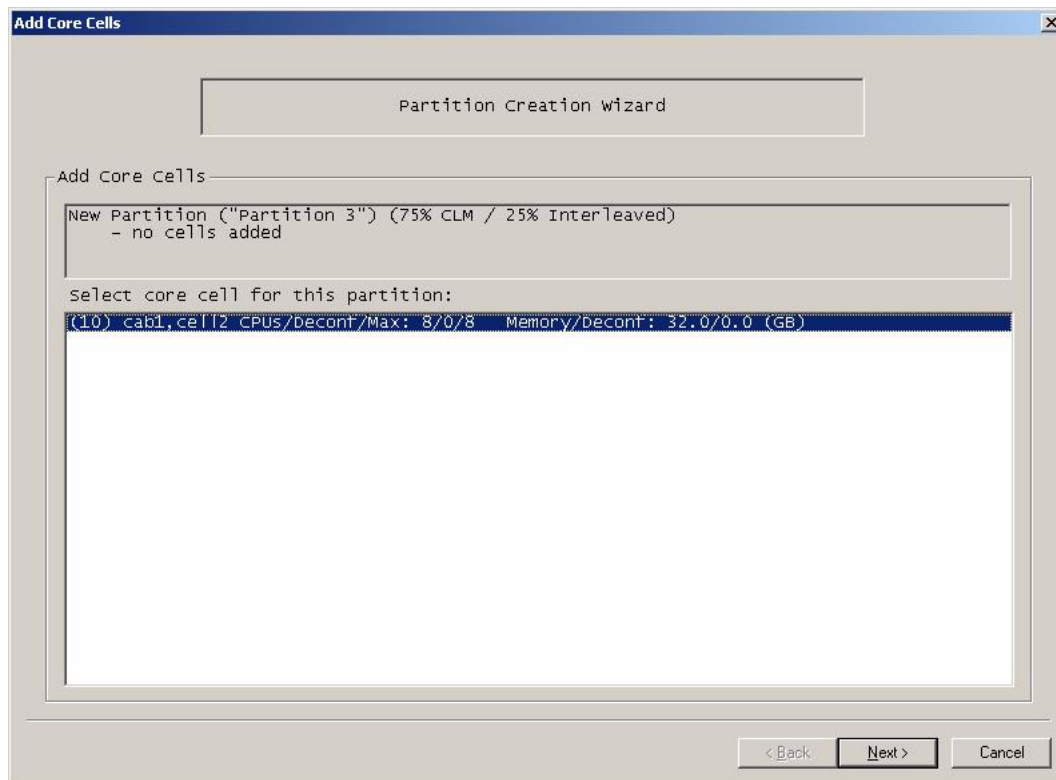 Add Core Cells
Partition Creation Wizard
Add Core Cells
New Partition ("Partition 3") (75% CLM / 25% Interleaved)
- no cells added
Select core cell for this partition:
(10) cab1,cell2 CPUs/Deconf/Max: 8/0/8 Memory/Deconf: 32.0/0.0 (GB)
< Back
Next >
Cancel